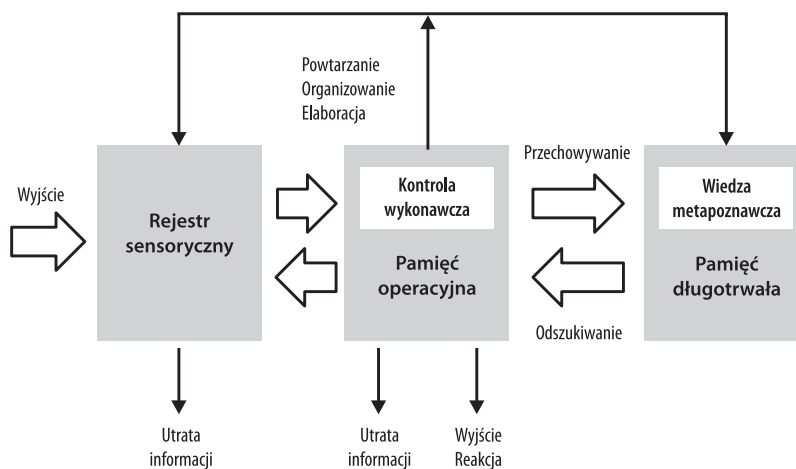 Powtarzanie
Organizowanie
Elaboracja
Wyjście
Rejestr
sensoryczny
Kontrola
wykonawcza
Pamięć
operacyjna
Przechowywanie
Odszukiwanie
Wiedza
metapoznawcza
Pamięć
długotrwała
Utrata
informacji
Utrata
informacji
Wyjście
Reakcja